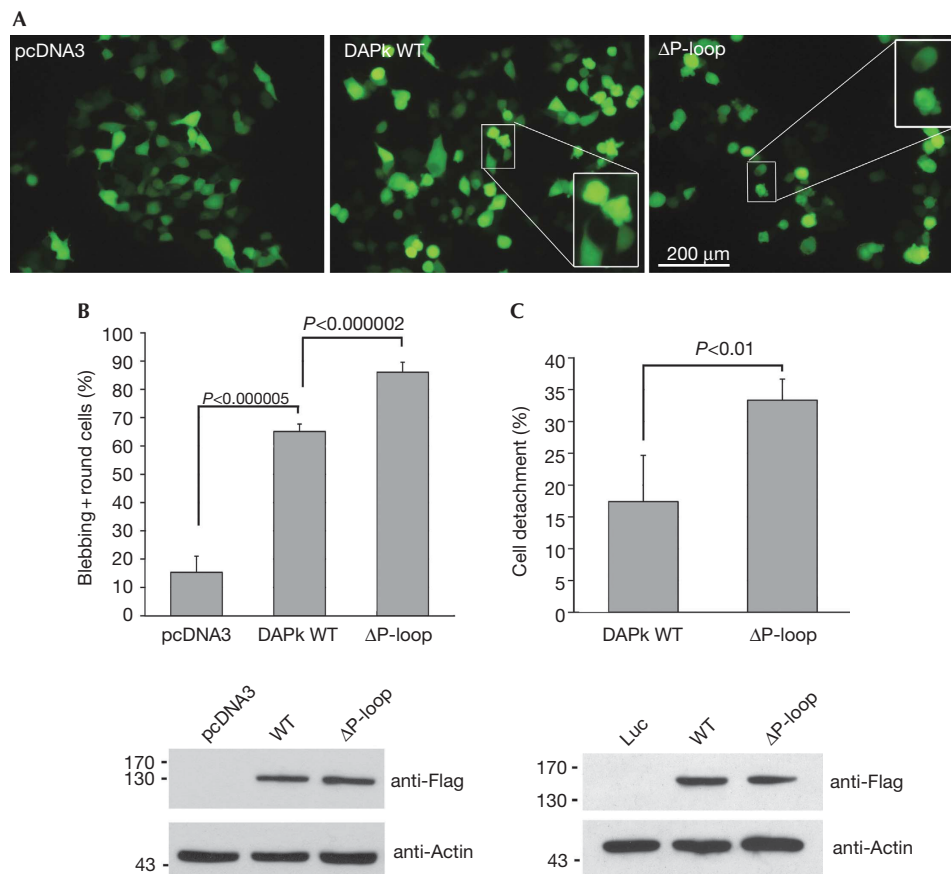 A
pcDNA3
DAPk WT
ΔP-loop
200 µm
B
P<0.000002
P<0.000005
Blebbing + round cells (%)
100
90
80
70
60
50
40
30
20
10
0
pcDNA3
DAPk WT
ΔP-loop
C
P<0.01
Cell detachment (%)
40
35
30
25
20
15
10
5
0
DAPk WT
ΔP-loop
pcDNA3
WT
ΔP-loop
170
130
anti-Flag
43
anti-Actin
Luc
WT
ΔP-loop
170
130
anti-Flag
43
anti-Actin